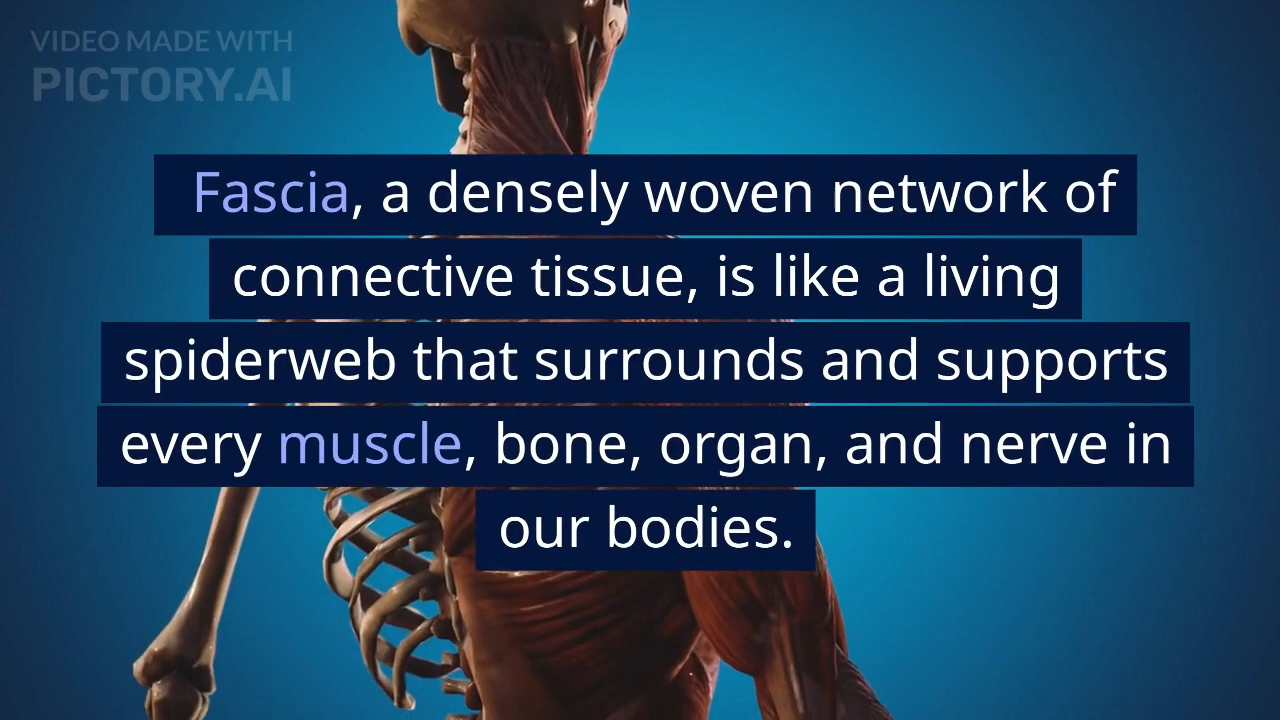 VIDEO MADE WITH
PICTORY.AI
Fascia, a densely woven network of
connective tissue, is like a living
spiderweb that surrounds and supports
every muscle, bone, organ, and nerve in
our bodies.